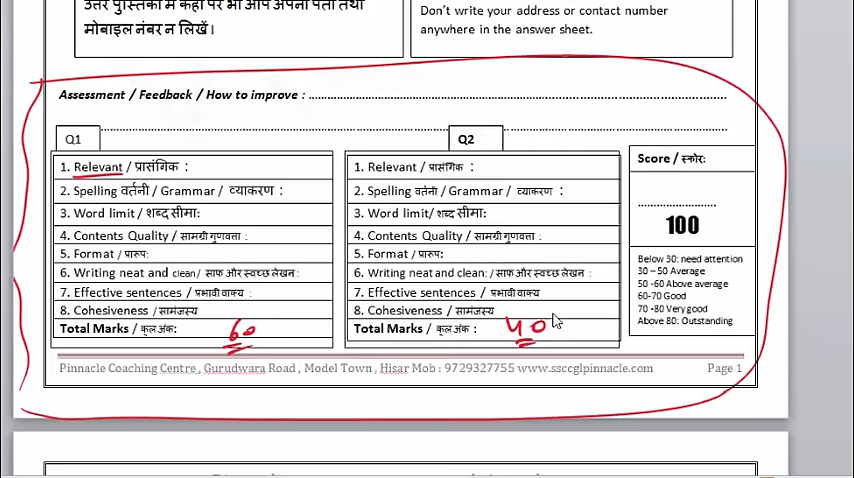 उत्तर पुस्तिका में कहीं पर भी आप अपना पता तथा
मोबाइल नंबर न लिखें।
Don't write your address or contact number
anywhere in the answer sheet.
Assessment / Feedback / How to improve :
Q1
1. Relevant / प्रासंगिक :
2. Spelling वर्तनी / Grammar / व्याकरण :
3. Word limit / शब्द सीमा:
4. Contents Quality / सामग्री गुणवत्ता :
5. Format / प्रारूप:
6. Writing neat and clean/ साफ और स्वच्छ लेखन :
7. Effective sentences / प्रभावी वाक्य
8. Cohesiveness / सामंजस्य
Total Marks / कुल अंक: 60
Q2
1. Relevant / प्रासंगिक :
2. Spelling वर्तनी / Grammar / व्याकरण :
3. Word limit/ शब्द सीमा:
4. Contents Quality / सामग्री गुणवत्ता :
5. Format / प्रारूप:
6. Writing neat and clean: / साफ और स्वच्छ लेखन :
7. Effective sentences / प्रभावी वाक्य
8. Cohesiveness / सामंजस्य
Total Marks / कुल अंक : 40
Score / स्कोर:
100
Below 30: need attention
30 – 50 Average
50 -60 Above average
60-70 Good
70 -80 Very good
Above 80: Outstanding
Pinnacle Coaching Centre, Gurudwara Road, Model Town, Hisar Mob : 9729327755 www.ssccglpinnacle.com Page 1